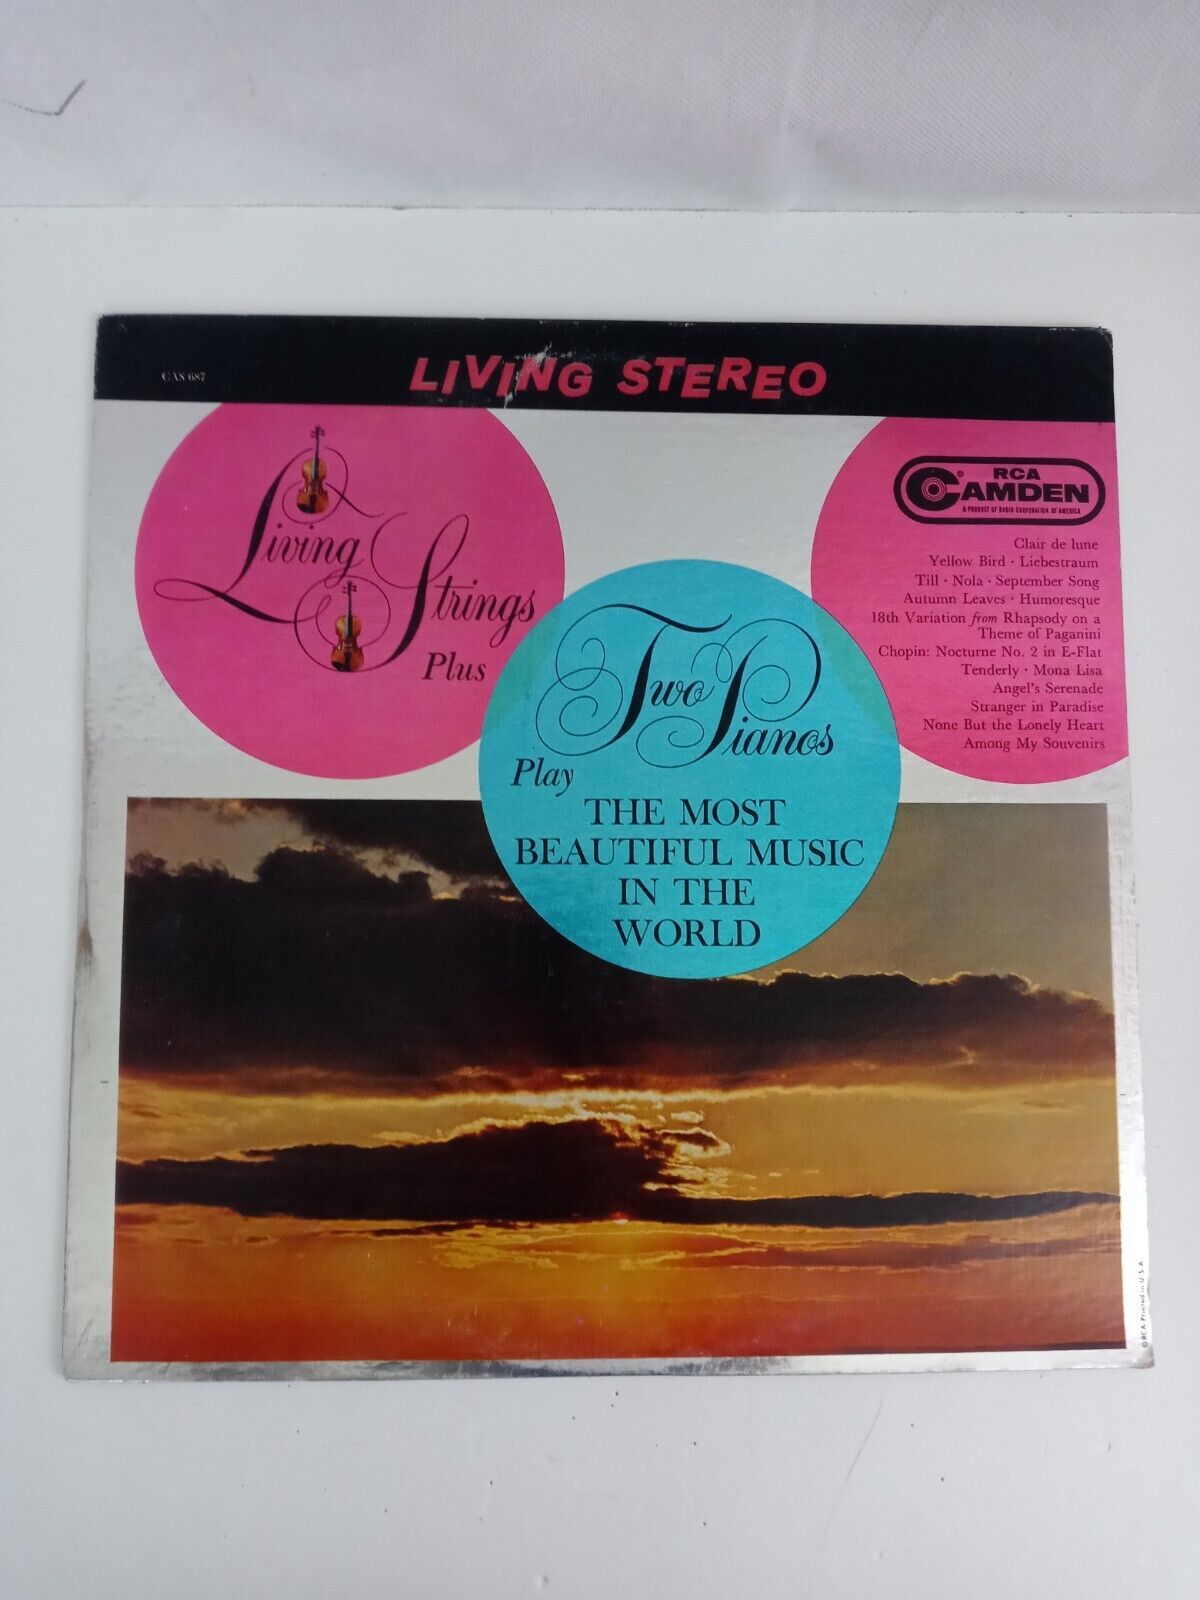 CAS 687
LIVING STEREO
Living
Strings
Plus
Two Pianos
Play
THE MOST
BEAUTIFUL MUSIC
IN THE
WORLD
RCA
CAMDEN
®
A PRODUCT OF RADIO CORPORATION OF AMERICA
Clair de lune
Yellow Bird · Liebestraum
Till · Nola · September Song
Autumn Leaves · Humoresque
18th Variation from Rhapsody on a
Theme of Paganini
Chopin: Nocturne No. 2 in E-Flat
Tenderly · Mona Lisa
Angel's Serenade
Stranger in Paradise
None But the Lonely Heart
Among My Souvenirs
©RCA Printed in U.S.A.